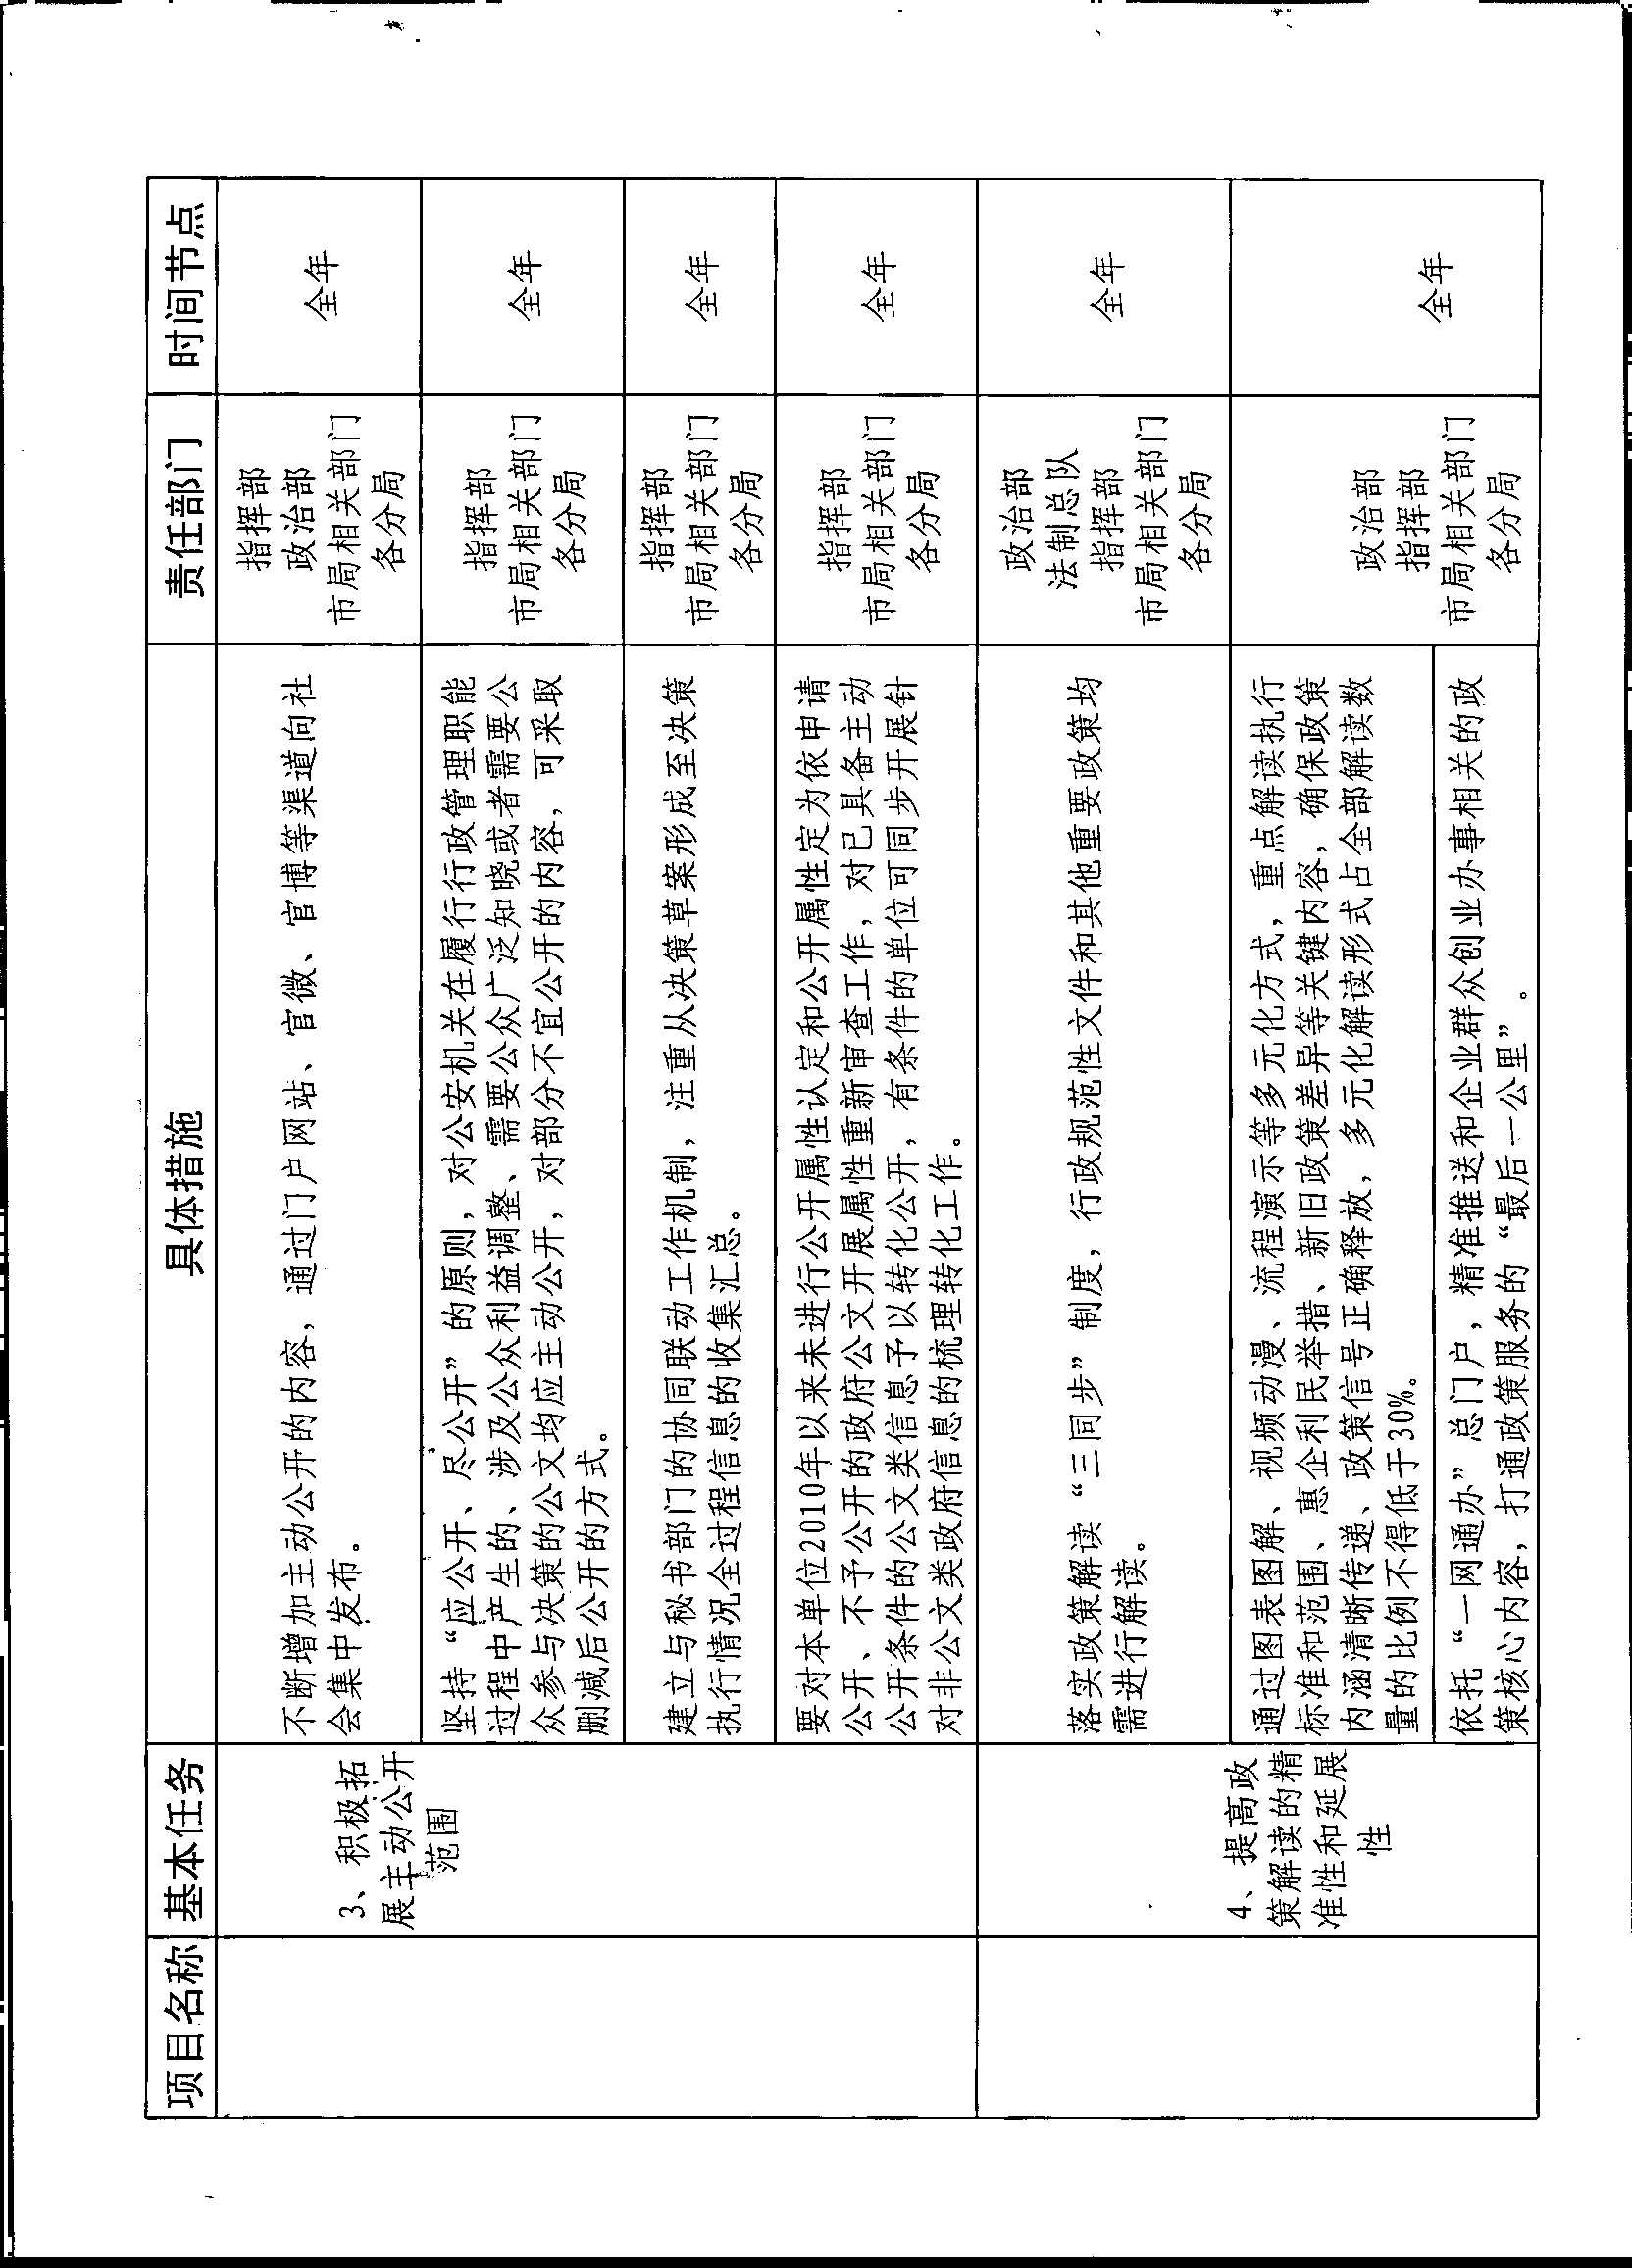 项目名称
基本任务
具体措施
责任部门
时间节点
3、积极拓
展主动公开
范围
不断增加主动公开的内容，通过门户网站、官微、官博等渠道向社
会集中发布。
指挥部
政治部
市局相关部门
各分局
全年
坚持“应公开、尽公开”的原则，对公安机关在履行行政管理职能
过程中产生的、涉及公众利益调整、需要公众广泛知晓或者需要公
众参与决策的公文均应主动公开，对部分不宜公开的内容，可采取
删减后公开的方式。
指挥部
市局相关部门
各分局
全年
建立与秘书部门的协同联动工作机制，注重从决策草案形成至决策
执行情况全过程信息的收集汇总。
指挥部
市局相关部门
各分局
全年
要对本单位2010年以来未进行公开属性认定和公开属性定为依申请
公开、不予公开的政府公文开展属性重新审查工作，对已具备主动
公开条件的公文类信息予以转化公开，有条件的单位可同步开展针
对非公文类政府信息的梳理转化工作。
指挥部
市局相关部门
各分局
全年
4、提高政
策解读的精
准性和延展
性
落实政策解读“三同步”制度，行政规范性文件和其他重要政策均
需进行解读。
政治部
法制总队
指挥部
市局相关部门
各分局
全年
通过图表图解、视频动漫、流程演示等多元化方式，重点解读执行
标准和范围、惠企利民举措、新旧政策差异等关键内容，确保政策
内涵清晰传递、政策信号正确释放，多元化解读形式占全部解读数
量的比例不得低于30%。
依托“一网通办”总门户，精准推送和企业群众创业办事相关的政
策核心内容，打通政策服务的“最后一公里”。
政治部
指挥部
市局相关部门
各分局
全年